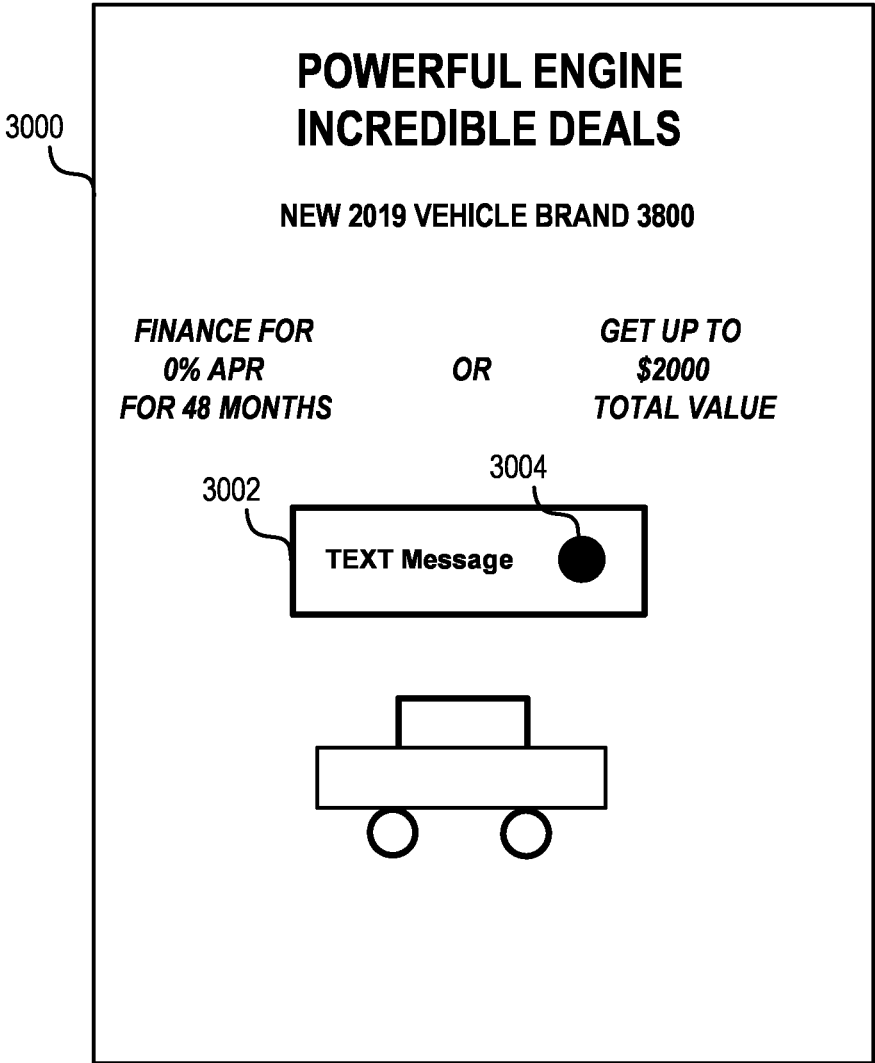 POWERFUL ENGINE
INCREDIBLE DEALS
3000
NEW 2019 VEHICLE BRAND 3800
FINANCE FOR
0% APR
FOR 48 MONTHS
OR
GET UP TO
$2000
TOTAL VALUE
3004
3002
TEXT Message